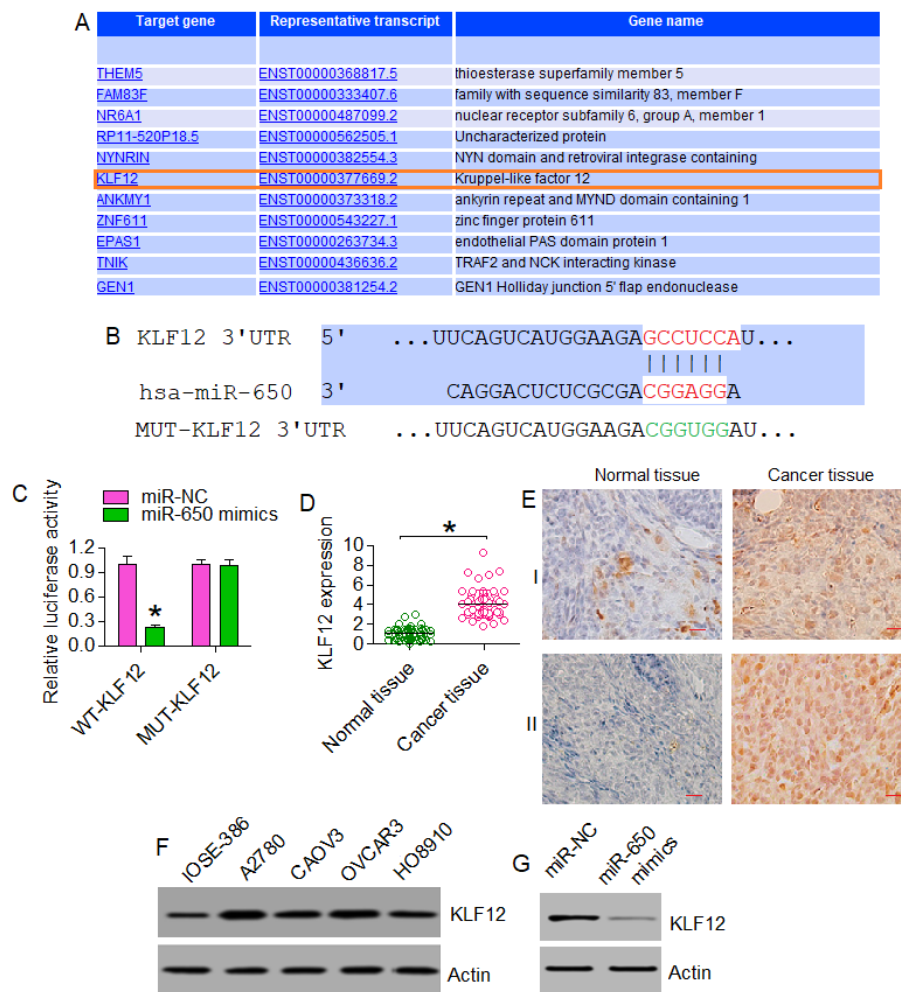 A
Target gene Representative transcript Gene name
THEM5 ENST00000368817.5 thioesterase superfamily member 5
FAM83F ENST00000333407.6 family with sequence similarity 83, member F
NR6A1 ENST00000487099.2 nuclear receptor subfamily 6, group A, member 1
RP11-520P18.5 ENST00000562505.1 Uncharacterized protein
NYNRIN ENST00000382554.3 NYN domain and retroviral integrase containing
KLF12 ENST00000377669.2 Kruppel-like factor 12
ANKMY1 ENST00000373318.2 ankyrin repeat and MYND domain containing 1
ZNF611 ENST00000543227.1 zinc finger protein 611
EPAS1 ENST00000263734.3 endothelial PAS domain protein 1
TNIK ENST00000436636.2 TRAF2 and NCK interacting kinase
GEN1 ENST00000381254.2 GEN1 Holliday junction 5' flap endonuclease
B KLF12 3'UTR 5' ...UUCAGUCAUGGAAGAGCCUCCAU...
||||||
hsa-miR-650 3' CAGGACUCUCGCGACGGAGGA
MUT-KLF12 3'UTR ...UUCAGUCAUGGAAGACGGUGGAU...
C
miR-NC
miR-650 mimics
Relative luciferase activity
1.2
0.9
0.6
0.3
0.0
*
WT-KLF12
MUT-KLF12
D
*
KLF12 expression
10
8
6
4
2
0
Normal tissue
Cancer tissue
E
Normal tissue Cancer tissue
I
II
F
IOSE-386 A2780 CAOV3 OVCAR3 HO8910
KLF12
Actin
G
miR-NC
miR-650
mimics
KLF12
Actin